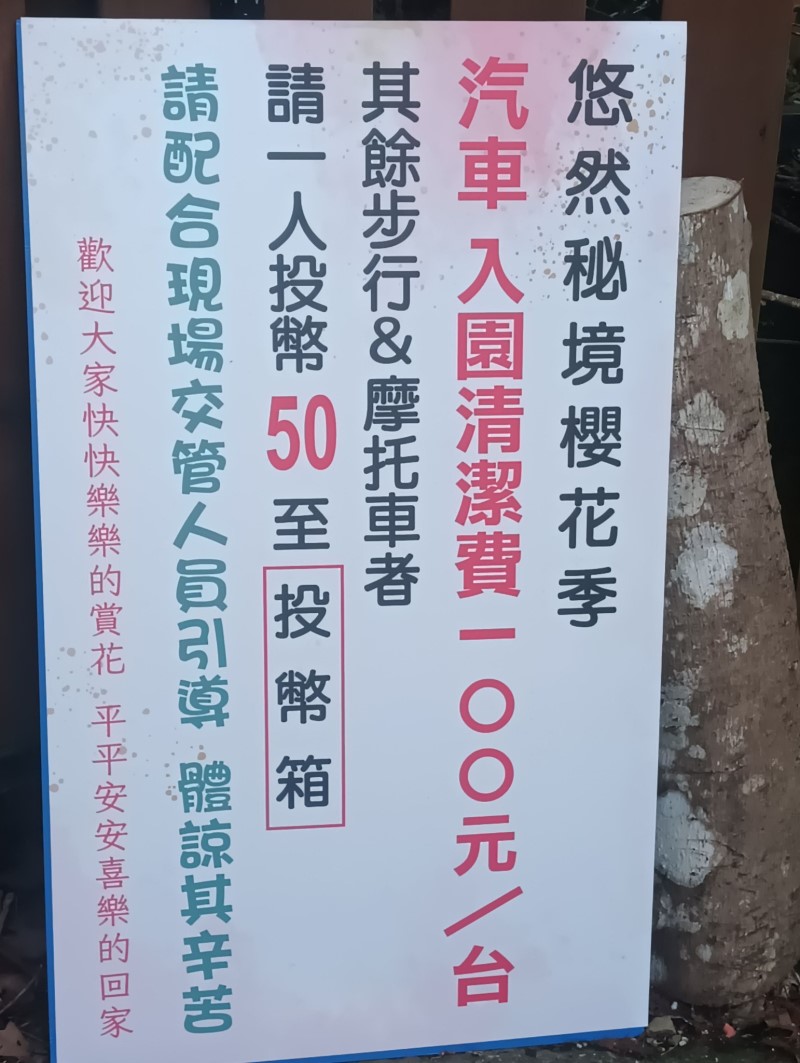 悠然秘境櫻花季
汽車 入園清潔費一〇〇元／台
其餘步行&摩托車者
請一人投幣50至投幣箱
請配合現場交管人員引導 體諒其辛苦
歡迎大家快快樂樂的賞花 平平安安喜樂的回家